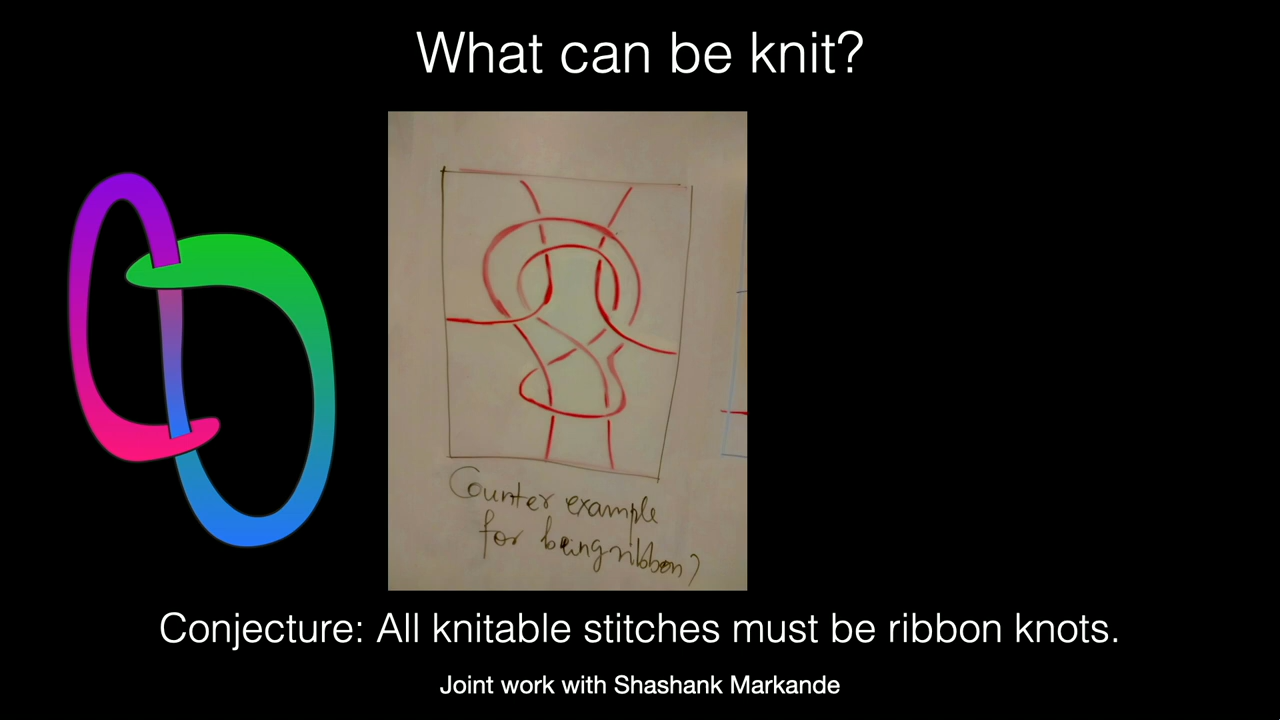 What can be knit?
Counter example
for being ribbon?
Conjecture: All knitable stitches must be ribbon knots.
Joint work with Shashank Markande